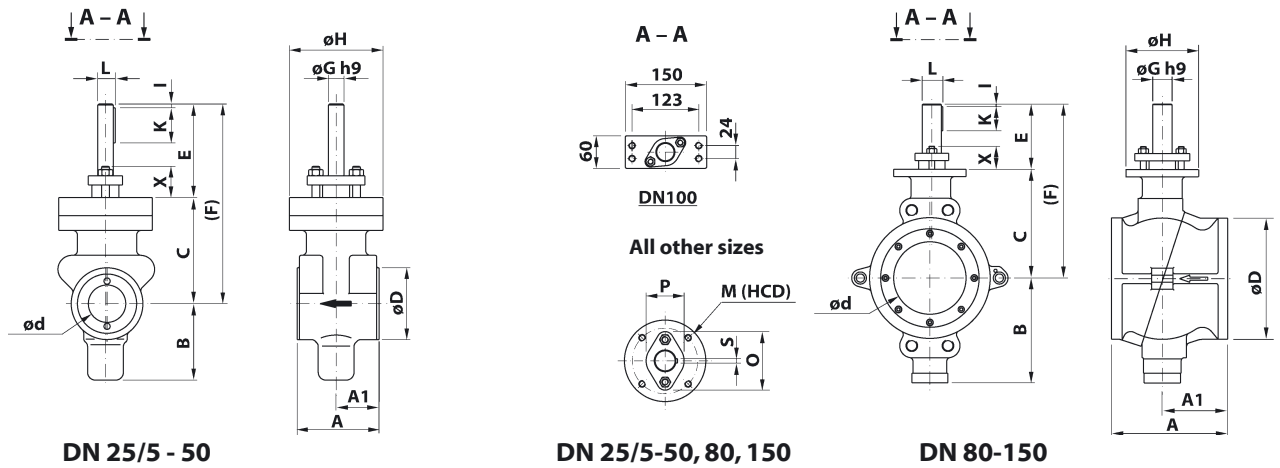 A – A
L
I
K
E
X
(F)
C
B
ød
DN 25/5 - 50
øH
øG h9
øD
A1
A
A – A
150
123
24
60
DN100
All other sizes
P
M (HCD)
S
O
DN 25/5-50, 80, 150
A – A
L
I
K
E
X
(F)
C
B
ød
DN 80-150
øH
øG h9
øD
A1
A